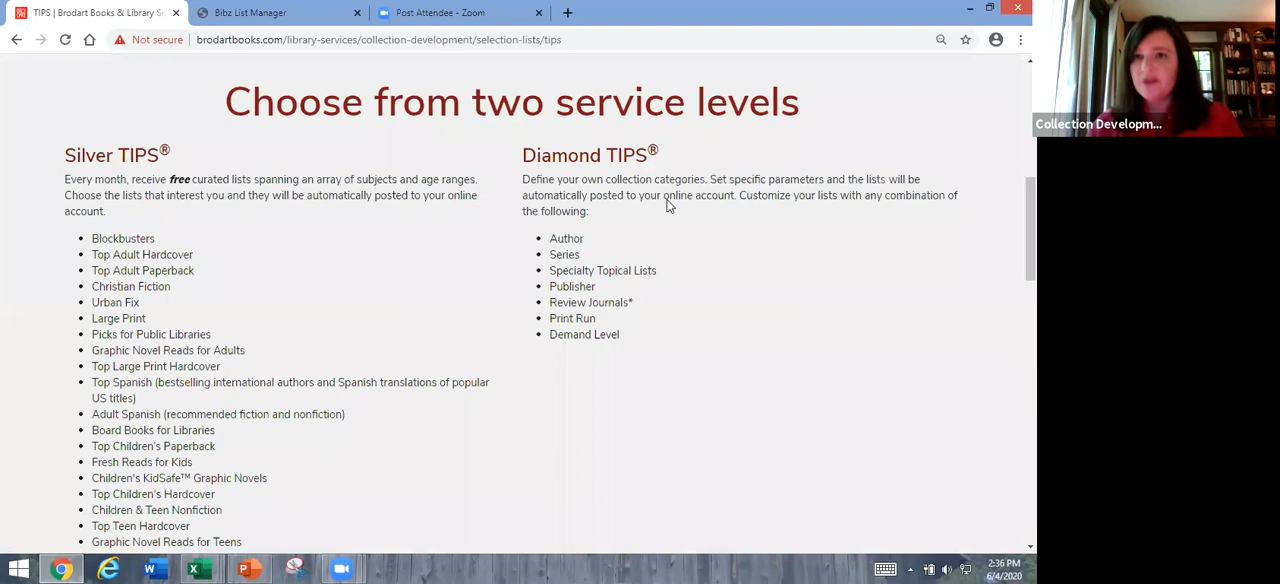 TIPS | Brodart Books & Library Se
Bibz List Manager
Post Attendee - Zoom
Not secure
brodartbooks.com/library-services/collection-development/selection-lists/tips
Collection Developm...
Choose from two service levels
Silver TIPS®
Every month, receive free curated lists spanning an array of subjects and age ranges.
Choose the lists that interest you and they will be automatically posted to your online
account.
• Blockbusters
• Top Adult Hardcover
• Top Adult Paperback
• Christian Fiction
• Urban Fix
• Large Print
• Picks for Public Libraries
• Graphic Novel Reads for Adults
• Top Large Print Hardcover
• Top Spanish (bestselling international authors and Spanish translations of popular
US titles)
• Adult Spanish (recommended fiction and nonfiction)
• Board Books for Libraries
• Top Children's Paperback
• Fresh Reads for Kids
• Children's KidSafe™ Graphic Novels
• Top Children's Hardcover
• Children & Teen Nonfiction
• Top Teen Hardcover
• Graphic Novel Reads for Teens
Diamond TIPS®
Define your own collection categories. Set specific parameters and the lists will be
automatically posted to your online account. Customize your lists with any combination of
the following:
• Author
• Series
• Specialty Topical Lists
• Publisher
• Review Journals*
• Print Run
• Demand Level
2:36 PM
6/4/2020